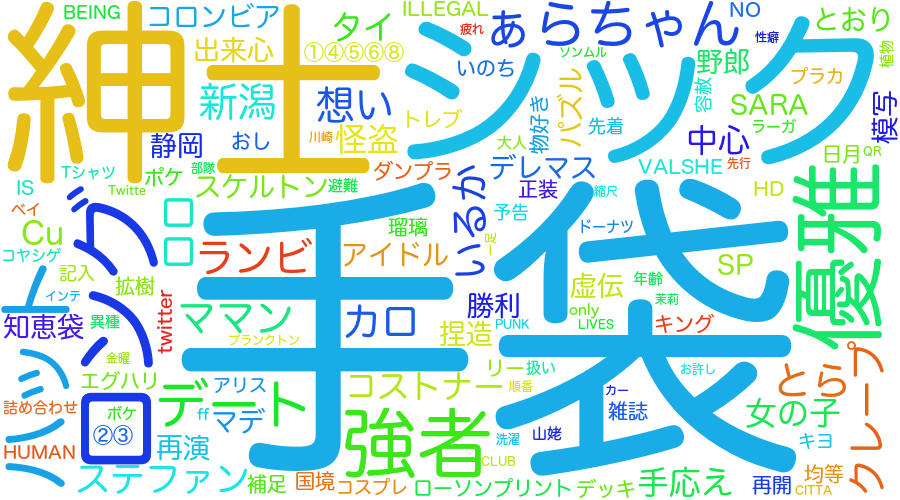 BEING
コロンビア
タイ
ILLEGAL
疲れ
ぁらちゃん
NO
とおり
紳士
出来心
①④⑤⑥⑧
シック
いのち
ソンムル
性癖
野郎
植物
新潟
想い
怪盗
トレブ
物好き
パズル
先着
容赦
プラカ
SARA
ラーガ
模写
静岡
おし
川崎
大人
中心
日月
QR
IS
Tシャツ
部隊
ポケ
ダンプラ
デレマス
VALSHE
先行
Twitte
スケルトン
避難
いるか
正装
縮尺
HD
優雅
ベイ
ング
ロロ
手袋
瑠璃
予告
ドーナツ
Cu
コヤシゲ
ランビ
アイドル
一足
SP
記入
拡樹
虚伝
年齢
ト
インテ
twitter
ママン
カロ
勝利
only
茉莉
知恵袋
異種
プランクトン
捏造
PUNK
LIVES
キング
金曜
ハッ
エグハリ
アリス
コストナー
リー
扱い
お許し
とら
クレープ
詰め合わせ
ボケ
ロ
②③
デート
ff
マデ
順番
カー
雑誌
女の子
HUMAN
再演
強者
洗濯
山姥
キヨ
CLUB
ステファン
補足
国境
コスプレ
ローソンプリント
デッキ
手応え
再開
均等
CITTA